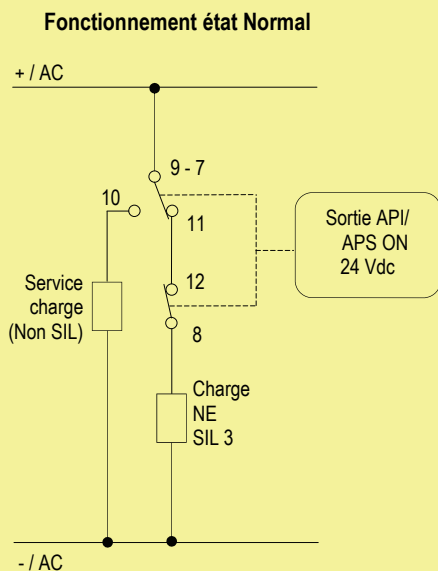 Fonctionnement état Normal
+ / AC
9 - 7
10
11
Sortie API/
APS ON
24 Vdc
Service
charge
(Non SIL)
12
8
Charge
NE
SIL 3
- / AC